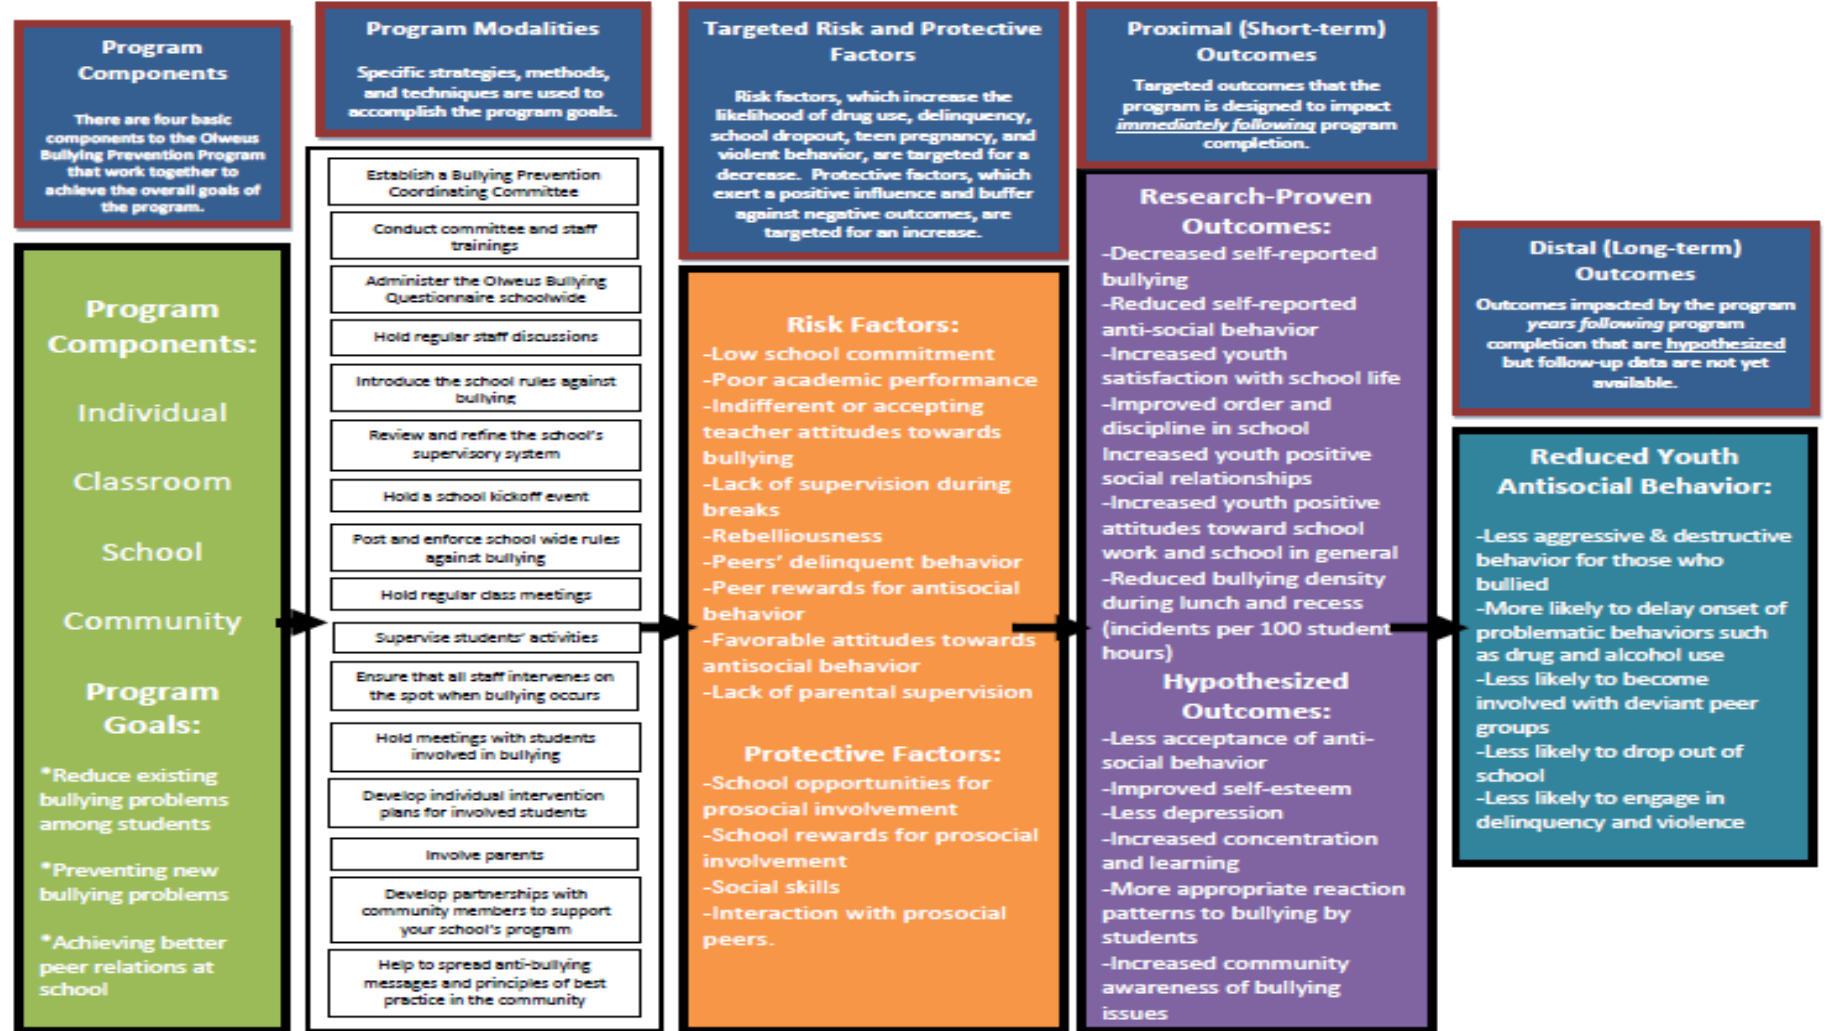 Program
Components
There are four basic
components to the Olweus
Bullying Prevention Program
that work together to
achieve the overall goals of
the program.
Program
Components:
Individual
Classroom
School
Community
Program
Goals:
*Reduce existing
bullying problems
among students
*Preventing new
bullying problems
*Achieving better
peer relations at
school
Program Modalities
Specific strategies, methods,
and techniques are used to
accomplish the program goals.
Establish a Bullying Prevention
Coordinating Committee
Conduct committee and staff
trainings
Administer the Olweus Bullying
Questionnaire schoolwide
Hold regular staff discussions
Introduce the school rules against
bullying
Review and refine the school's
supervisory system
Hold a school kickoff event
Post and enforce school wide rules
against bullying
Hold regular class meetings
Supervise students' activities
Ensure that all staff intervenes on
the spot when bullying occurs
Hold meetings with students
involved in bullying
Develop individual intervention
plans for involved students
Involve parents
Develop partnerships with
community members to support
your school's program
Help to spread anti-bullying
messages and principles of best
practice in the community
Targeted Risk and Protective
Factors
Risk factors, which increase the
likelihood of drug use, delinquency,
school dropout, teen pregnancy, and
violent behavior, are targeted for a
decrease. Protective factors, which
exert a positive influence and buffer
against negative outcomes, are
targeted for an increase.
Risk Factors:
-Low school commitment
-Poor academic performance
-Indifferent or accepting
teacher attitudes towards
bullying
-Lack of supervision during
breaks
-Rebelliousness
-Peers' delinquent behavior
-Peer rewards for antisocial
behavior
-Favorable attitudes towards
antisocial behavior
-Lack of parental supervision
Protective Factors:
-School opportunities for
prosocial involvement
-School rewards for prosocial
involvement
-Social skills
-Interaction with prosocial
peers.
Proximal (Short-term)
Outcomes
Targeted outcomes that the
program is designed to impact
immediately following program
completion.
Research-Proven
Outcomes:
-Decreased self-reported
bullying
-Reduced self-reported
anti-social behavior
-Increased youth
satisfaction with school life
-Improved order and
discipline in school
Increased youth positive
social relationships
-Increased youth positive
attitudes toward school
work and school in general
-Reduced bullying density
during lunch and recess
(incidents per 100 student
hours)
Hypothesized
Outcomes:
-Less acceptance of anti-
social behavior
-Improved self-esteem
-Less depression
-Increased concentration
and learning
-More appropriate reaction
patterns to bullying by
students
-Increased community
awareness of bullying
issues
Distal (Long-term)
Outcomes
Outcomes impacted by the program
years following program
completion that are hypothesized
but follow-up data are not yet
available.
Reduced Youth
Antisocial Behavior:
-Less aggressive & destructive
behavior for those who
bullied
-More likely to delay onset of
problematic behaviors such
as drug and alcohol use
-Less likely to become
involved with deviant peer
groups
-Less likely to drop out of
school
-Less likely to engage in
delinquency and violence